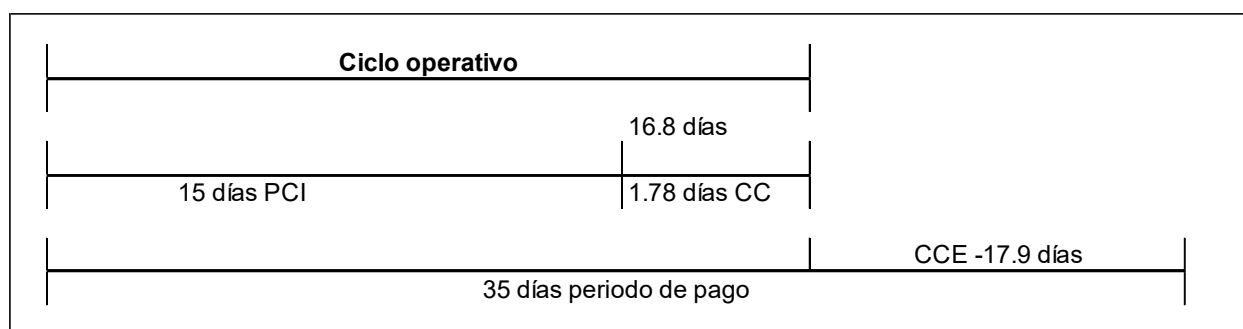 Ciclo operativo
16.8 días
15 días PCI
1.78 días CC
CCE -17.9 días
35 días periodo de pago